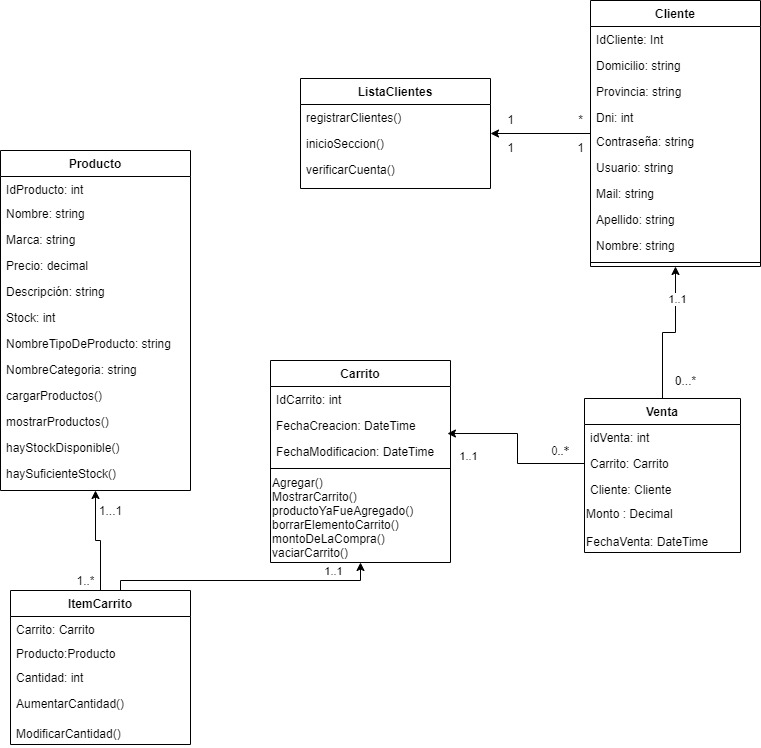 Cliente
IdCliente: Int
Domicilio: string
Provincia: string
Dni: int
Contraseña: string
Usuario: string
Mail: string
Apellido: string
Nombre: string
ListaClientes
registrarClientes()
inicioSeccion()
verificarCuenta()
1
*
1
1
Producto
IdProducto: int
Nombre: string
Marca: string
Precio: decimal
Descripción: string
Stock: int
NombreTipoDeProducto: string
NombreCategoria: string
cargarProductos()
mostrarProductos()
hayStockDisponible()
haySuficienteStock()
1..1
0...*
Carrito
IdCarrito: int
FechaCreacion: DateTime
FechaModificacion: DateTime
Agregar()
MostrarCarrito()
productoYaFueAgregado()
borrarElementoCarrito()
montoDeLaCompra()
vaciarCarrito()
1..1
0..*
Venta
idVenta: int
Carrito: Carrito
Cliente: Cliente
Monto : Decimal
FechaVenta: DateTime
1...1
1..*
1..1
ItemCarrito
Carrito: Carrito
Producto:Producto
Cantidad: int
AumentarCantidad()
ModificarCantidad()